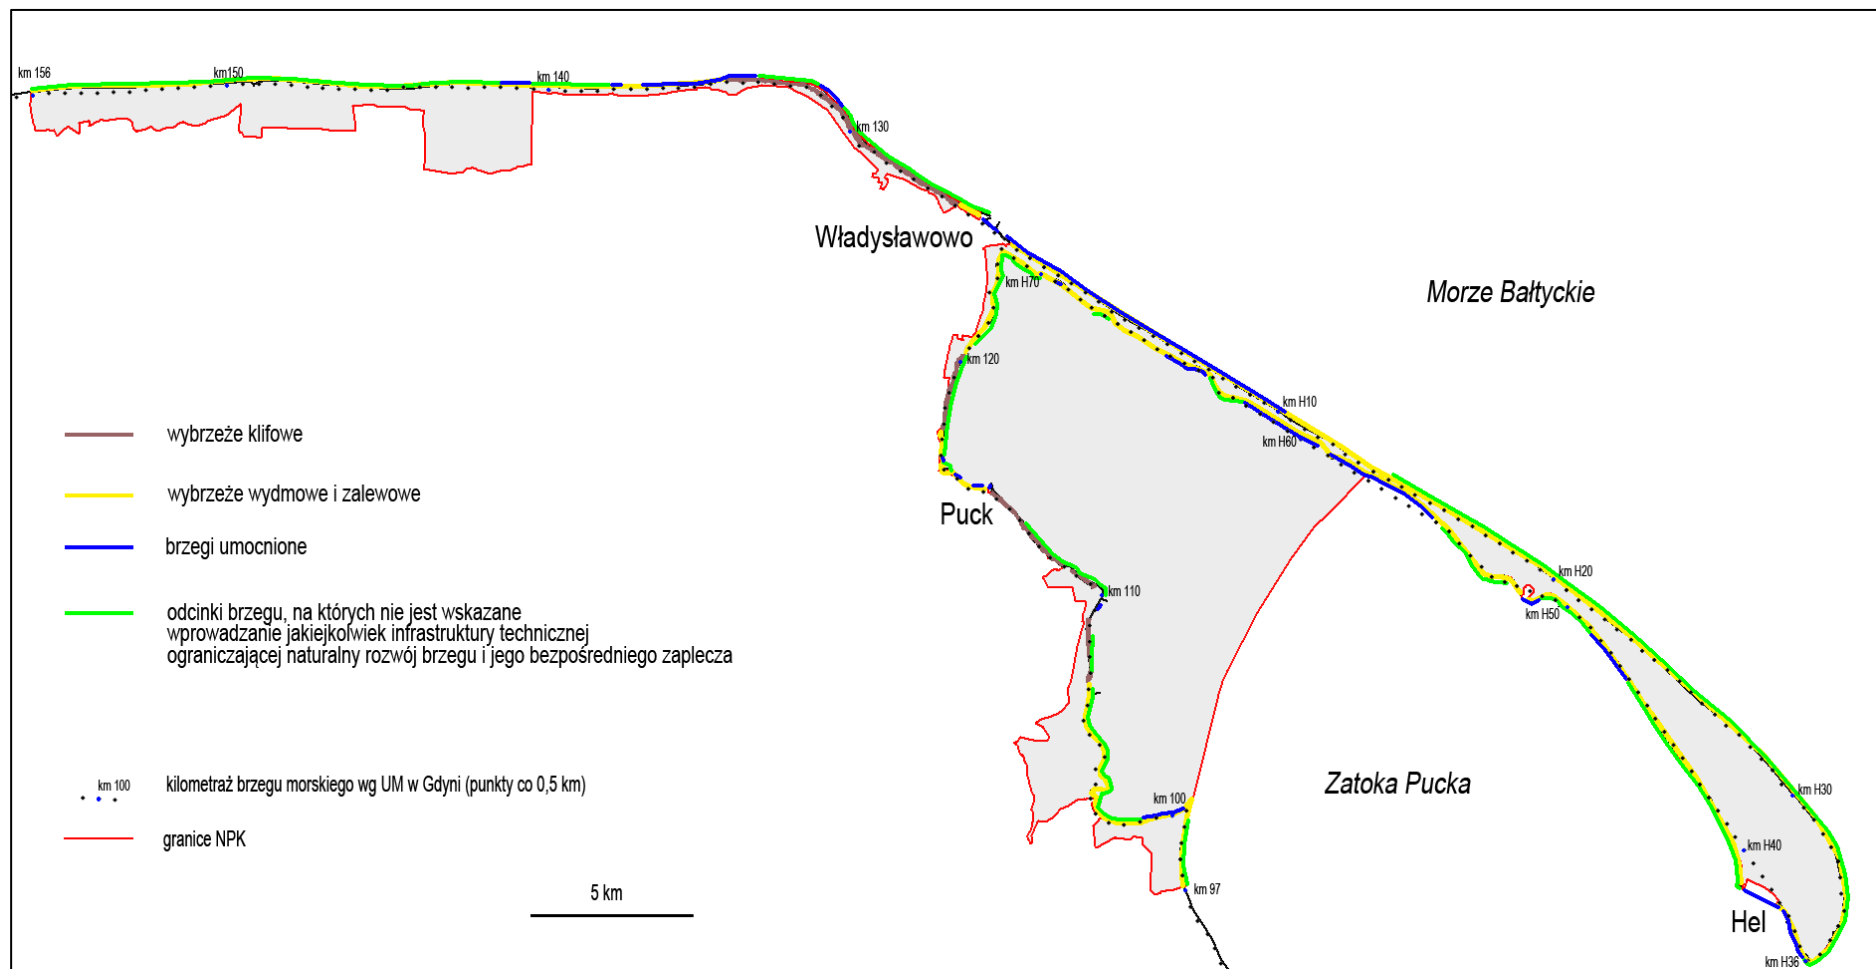 km 156
km150
km 140
km 130
Władysławowo
km H70
Morze Bałtyckie
km 120
km H10
km H60
wybrzeże klifowe
wybrzeże wydmowe i zalewowe
Puck
brzegi umocnione
km H20
km 110
km H50
odcinki brzegu, na których nie jest wskazane
wprowadzanie jakiejkolwiek infrastruktury technicznej
ograniczającej naturalny rozwój brzegu i jego bezpośredniego zaplecza
km 100
kilometraż brzegu morskiego wg UM w Gdyni (punkty co 0,5 km)
Zatoka Pucka
km H30
km 100
granice NPK
km H40
5 km
km 97
Hel
km H36